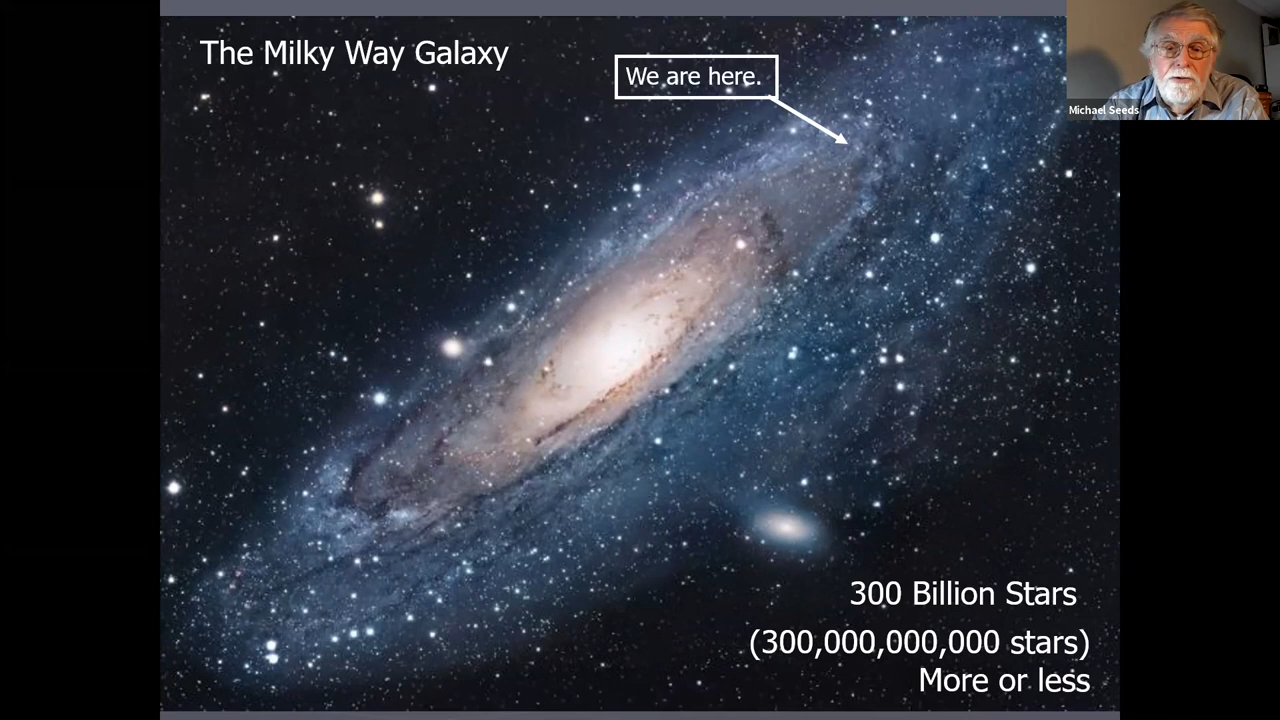 The Milky Way Galaxy
We are here.
Michael Seeds
300 Billion Stars
(300,000,000,000 stars)
More or less